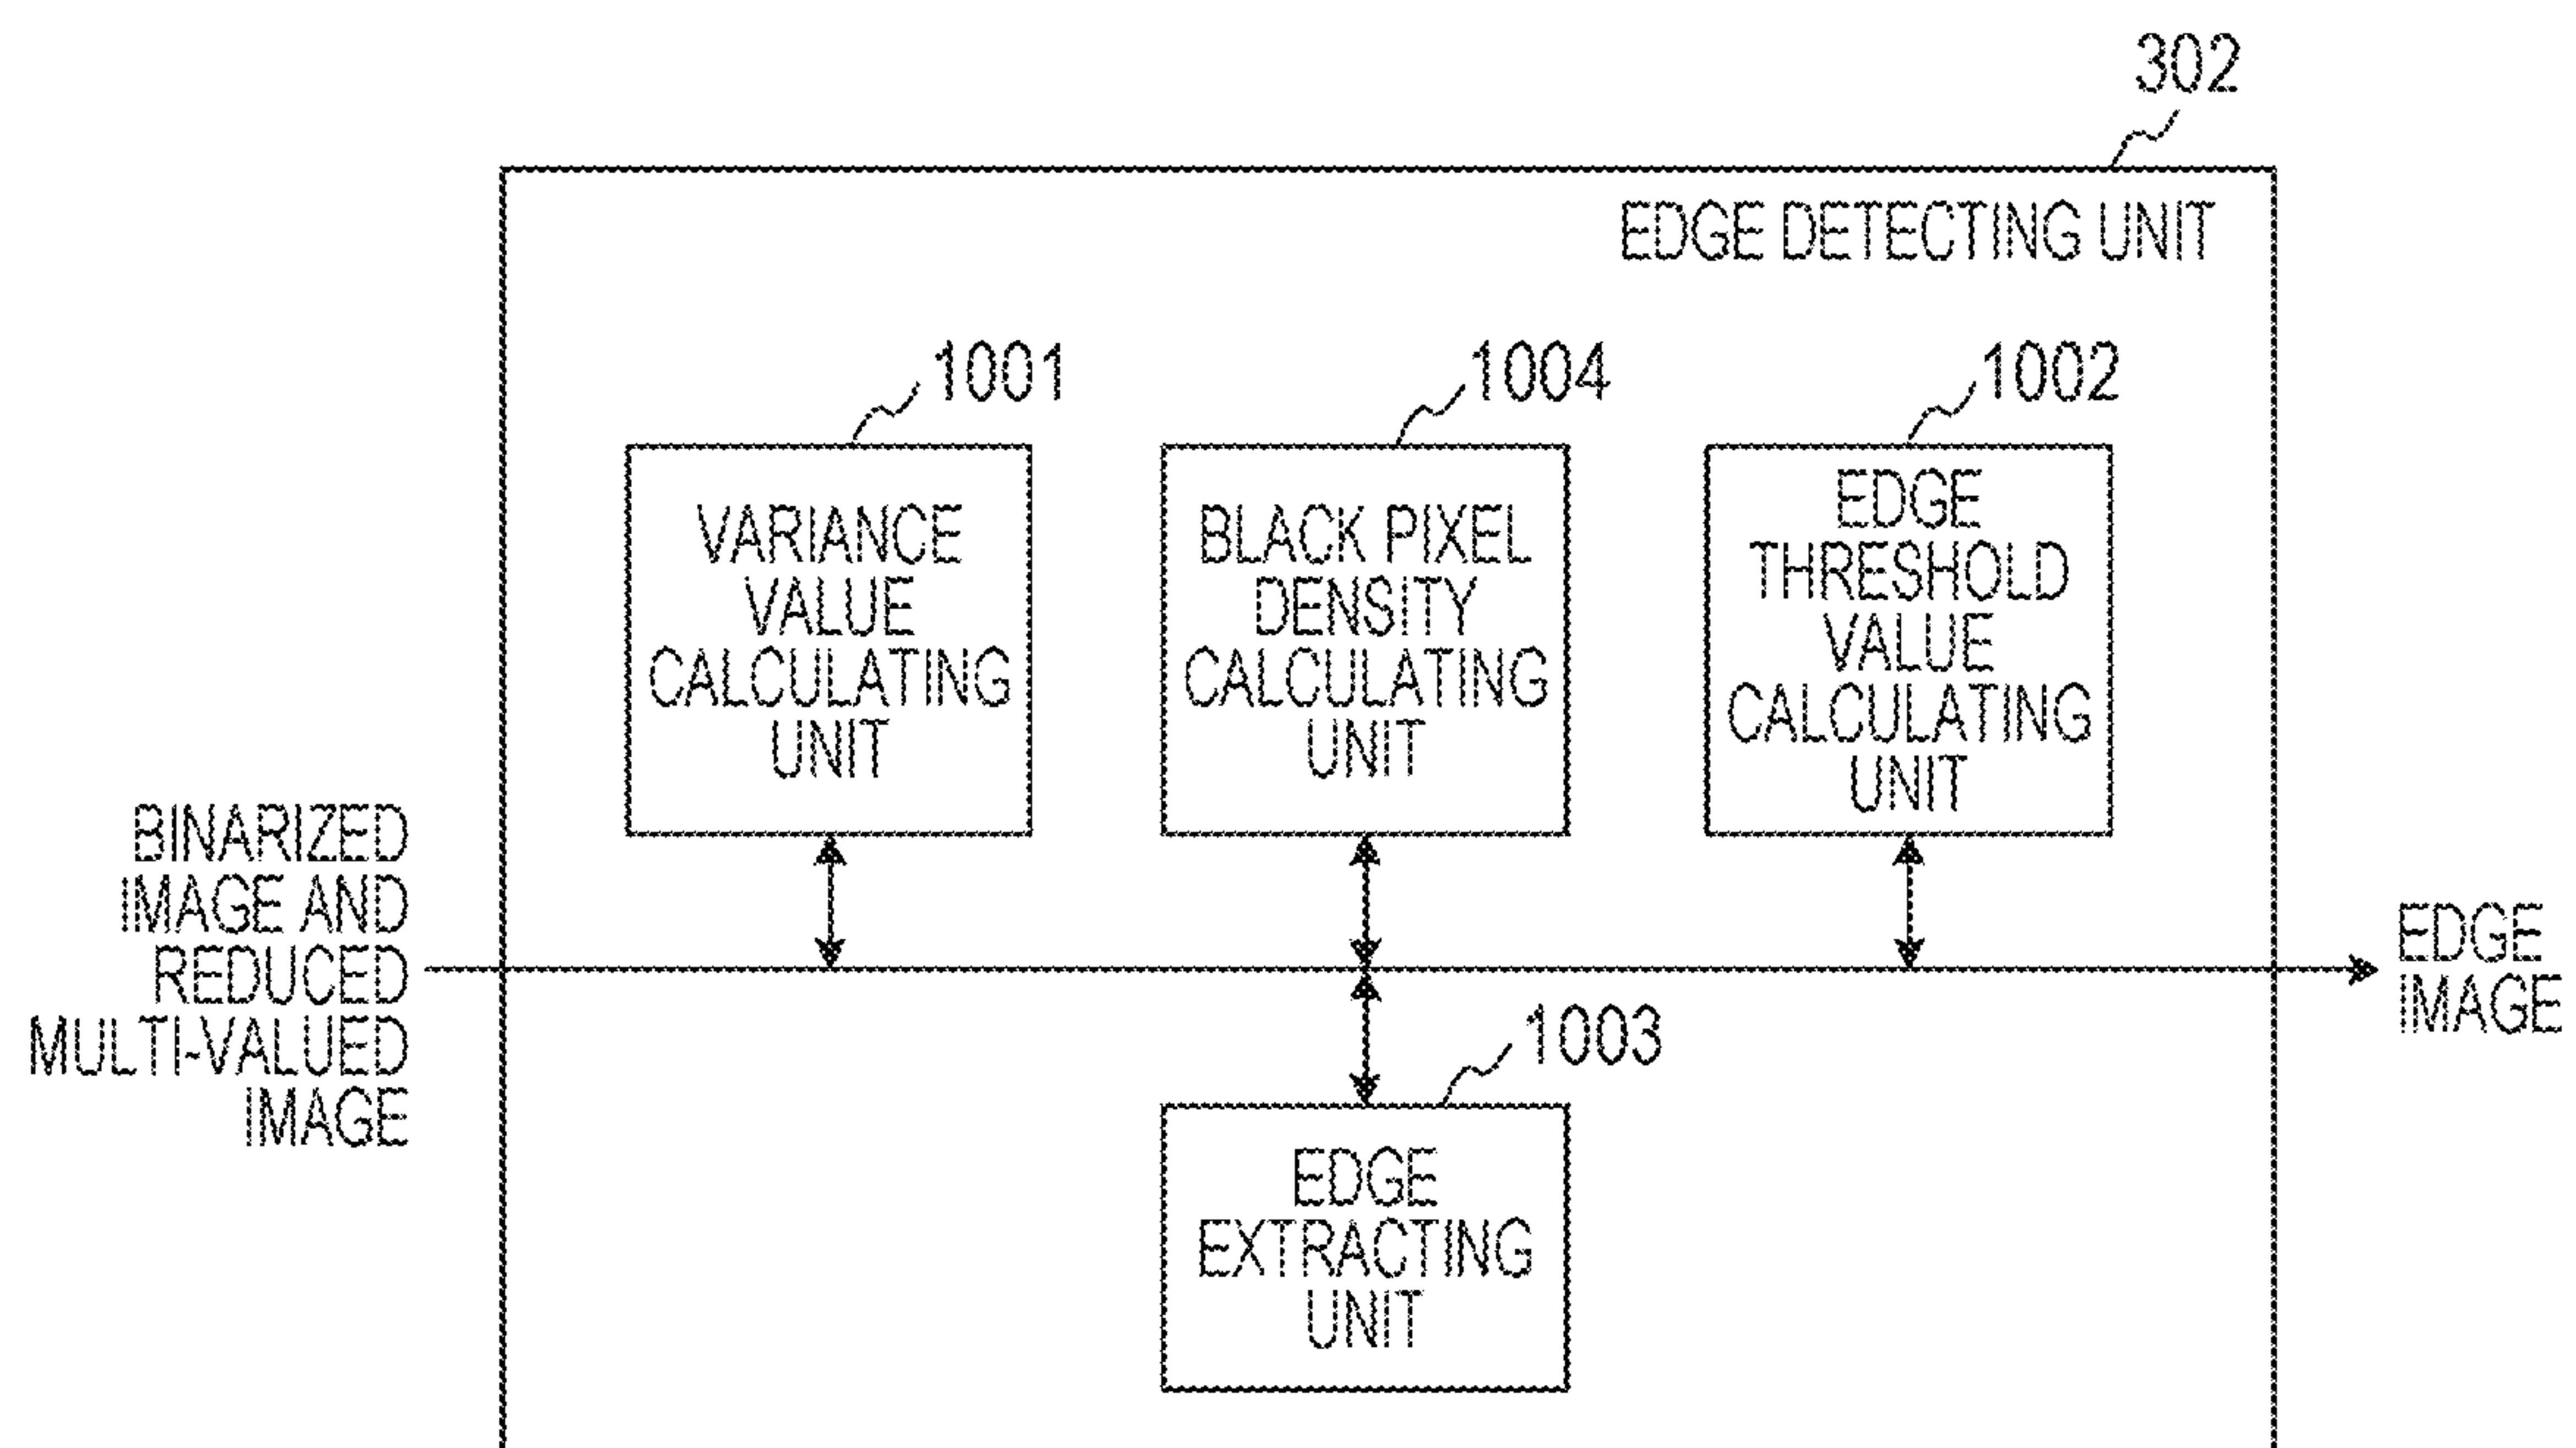 302
EDGE DETECTING UNIT
1001
1004
1002
VARIANCE
VALUE
CALCULATING
UNIT
BLACK PIXEL
DENSITY
CALCULATING
UNIT
EDGE
THRESHOLD
VALUE
CALCULATING
UNIT
BINARIZED
IMAGE AND
REDUCED
MULTI-VALUED
IMAGE
EDGE
IMAGE
1003
EDGE
EXTRACTING
UNIT